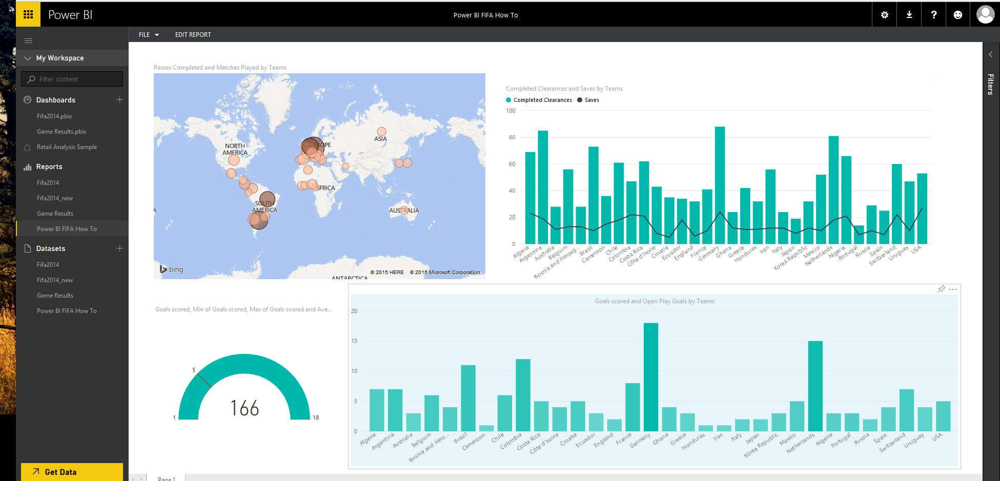 Power BI
Power BI FIFA How To
?
FILE
EDIT REPORT
My Workspace
Filter content
Dashboards
Fifa2014.pbix
Game Results.pbix
Retail Analysis Sample
Reports
Fifa2014
Fifa2014_new
Game Results
Power BI FIFA How To
Datasets
Fifa2014
Fifa2014_new
Game Results
Power BI FIFA How To
Get Data
Passes Completed and Matches Played by Teams
NORTH
AMERICA
ASIA
SOUTH
AMERICA
AUSTRALIA
bing
© 2015 HERE © 2015 Microsoft Corporation
Completed Clearances and Saves by Teams
Completed Clearances Saves
100
80
60
40
20
0
Algeria
Argentina
Australia
Belgium
Bosnia and Herzeg...
Brazil
Cameroon
Chile
Colombia
Costa Rica
Côte d'Ivoire
Croatia
Ecuador
England
France
Germany
Ghana
Greece
Honduras
Iran
Italy
Japan
Korea Republic
Mexico
Netherlands
Nigeria
Portugal
Russia
Spain
Switzerland
Uruguay
USA
Filters
Goals scored, Min of Goals scored, Max of Goals scored and Ave...
5
166
1
18
Goals scored and Open Play Goals by Teams
20
15
10
5
0
Algeria
Argentina
Australia
Belgium
Bosnia and Herz...
Brazil
Cameroon
Chile
Colombia
Costa Rica
Côte d'Ivoire
Croatia
Ecuador
England
France
Germany
Ghana
Greece
Honduras
Iran
Italy
Japan
Korea Republic
Mexico
Netherlands
Nigeria
Portugal
Russia
Spain
Switzerland
Uruguay
USA
Page 1